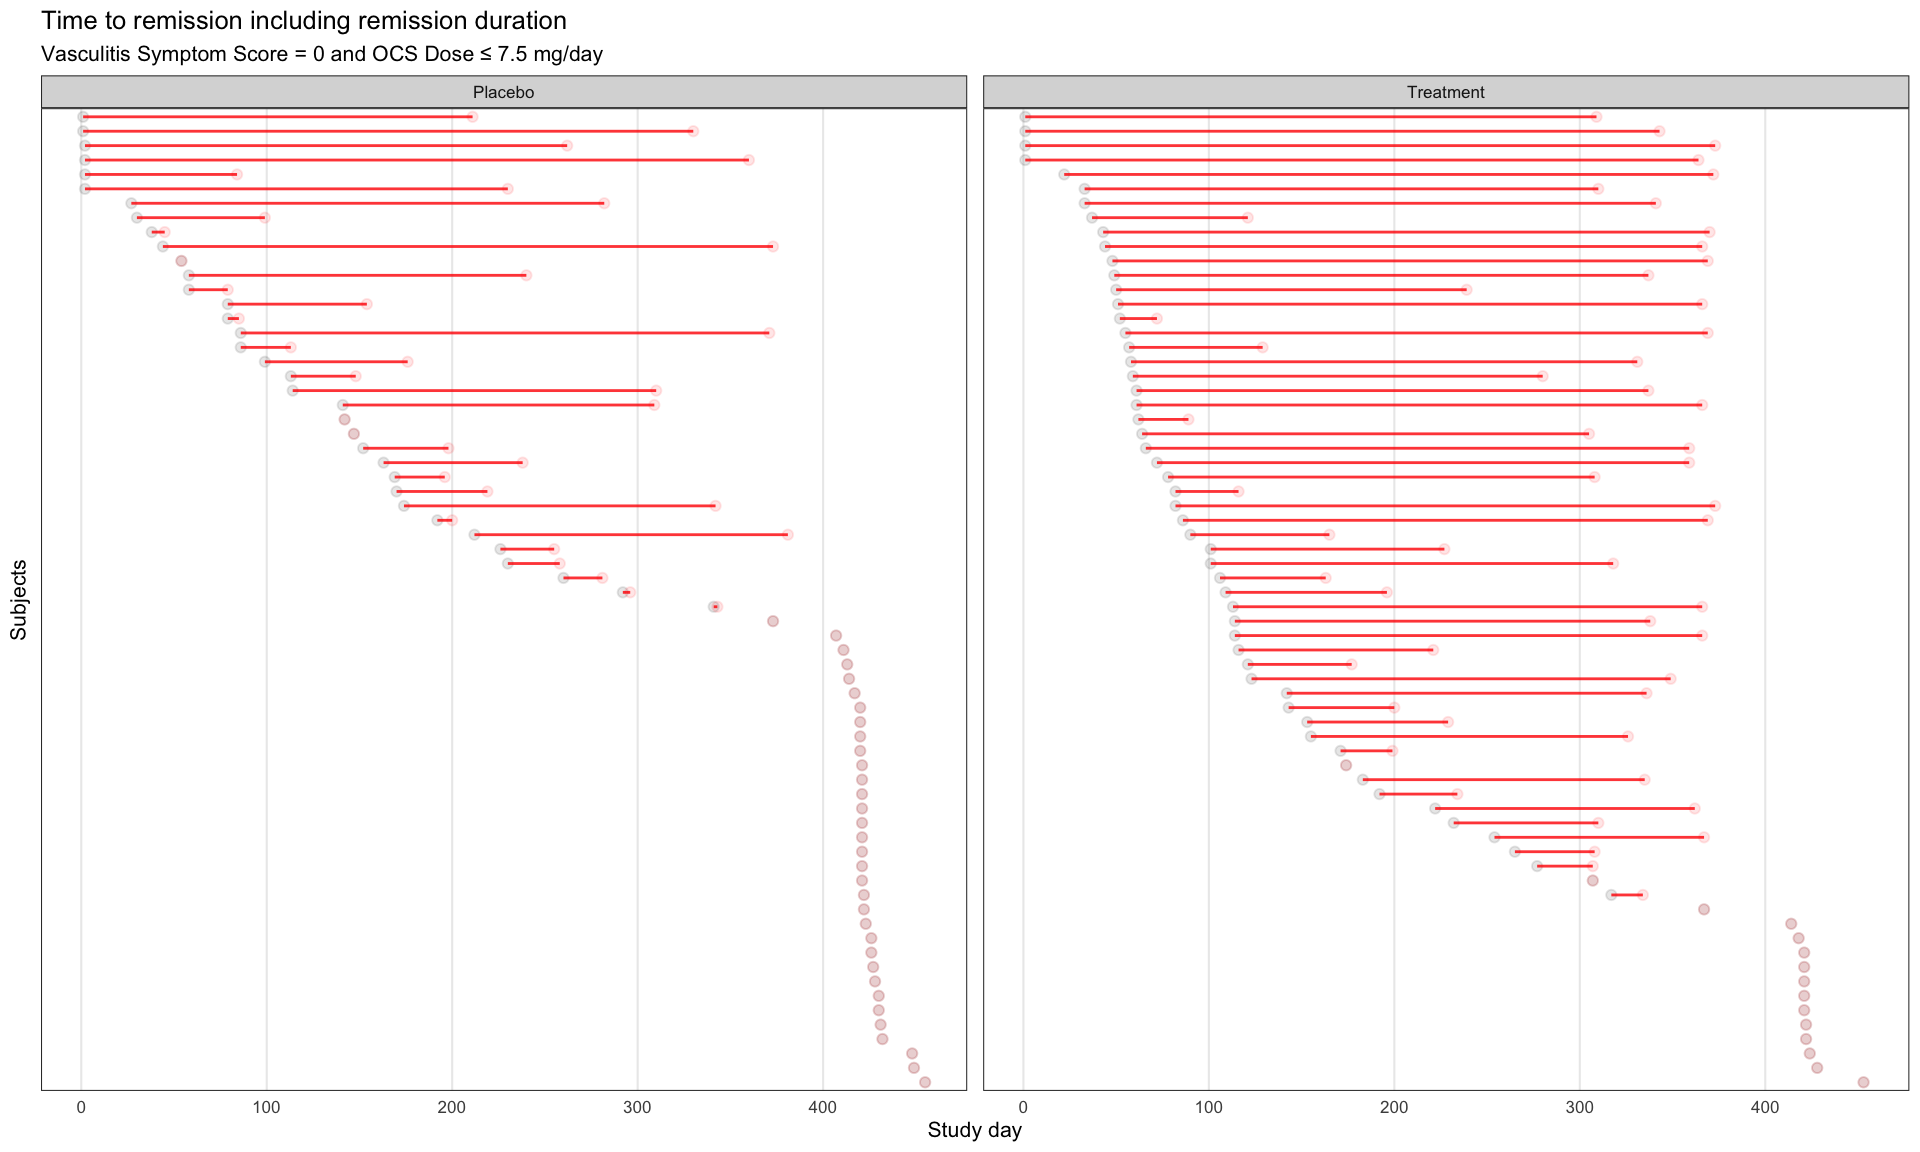 Time to remission including remission duration
Vasculitis Symptom Score = 0 and OCS Dose ≤ 7.5 mg/day
Placebo
Treatment
Subjects
0 100 200 300 400
0 100 200 300 400
Study day